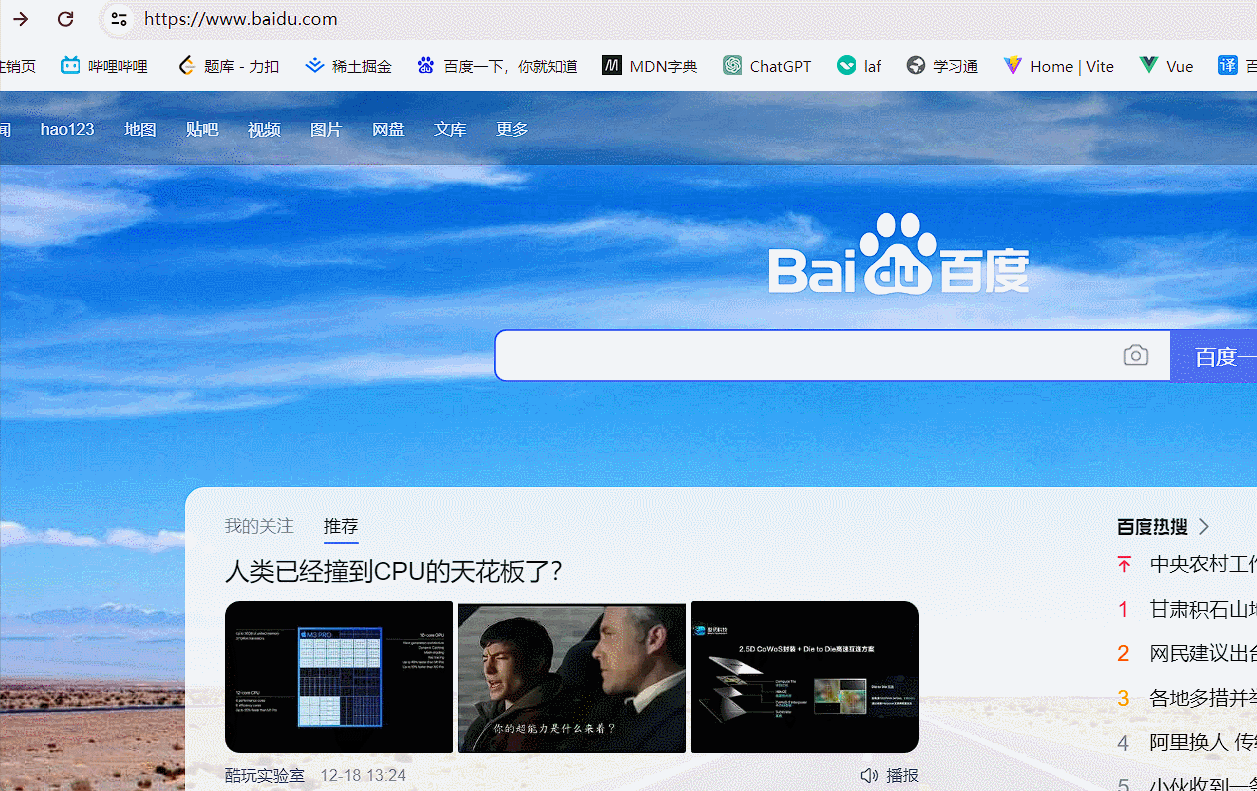 https://www.baidu.com
注销页 哔哩哔哩 题库 - 力扣 稀土掘金 百度一下，你就知道 MDN字典 ChatGPT laf 学习通 Home | Vite Vue 译 百
闻 hao123 地图 贴吧 视频 图片 网盘 文库 更多
Bai du 百度
百度一
我的关注 推荐
百度热搜
人类已经撞到CPU的天花板了？
中央农村工作
1 甘肃积石山地
2 网民建议出台
3 各地多措并举
4 阿里换人 传
5 小伙收到一条
M3 PRO
2.5D CoWoS封装 + Die to Die高速互连方案
你的超能力是什么来着？
酷玩实验室 12-18 13:24 播报